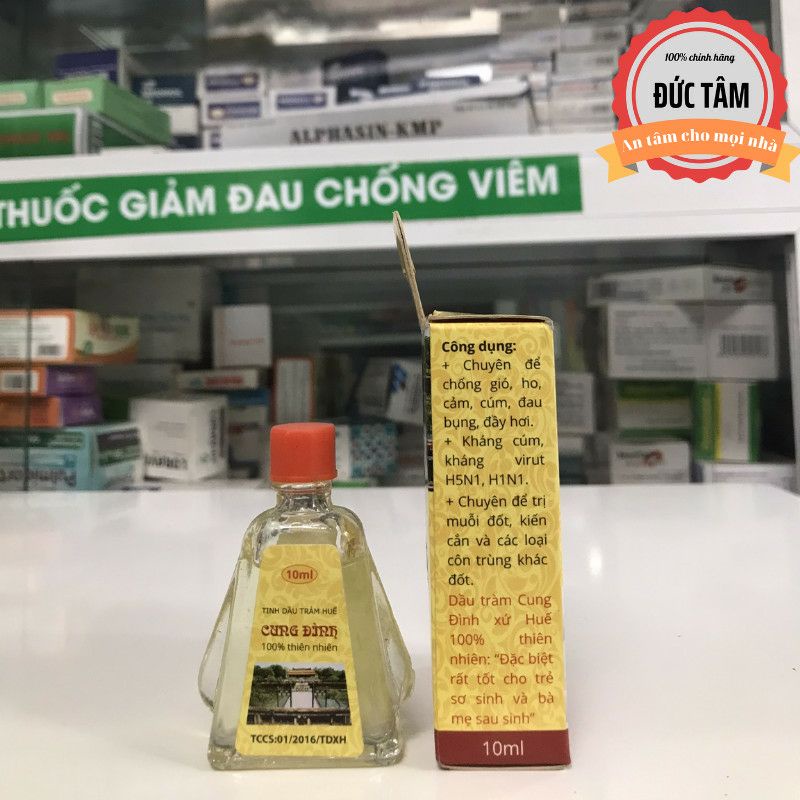 100% chính hãng
ĐỨC TÂM
An tâm cho mọi nhà
ALPHASIN-KMP
THUỐC GIẢM ĐAU CHỐNG VIÊM
Công dụng:
+ Chuyên để
chống gió, ho,
cảm, cúm, đau
bụng, đầy hơi.
+ Kháng cúm,
kháng virut
H5N1, H1N1.
+ Chuyên để trị
muỗi đốt, kiến
cắn và các loại
côn trùng khác
đốt.
Dầu tràm Cung
Đình xứ Huế
100% thiên
nhiên: "Đặc biệt
rất tốt cho trẻ
sơ sinh và bà
mẹ sau sinh"
10ml
10ml
TINH DẦU TRÀM HUẾ
CUNG ĐÌNH
100% thiên nhiên
TCCS:01/2016/TDXH